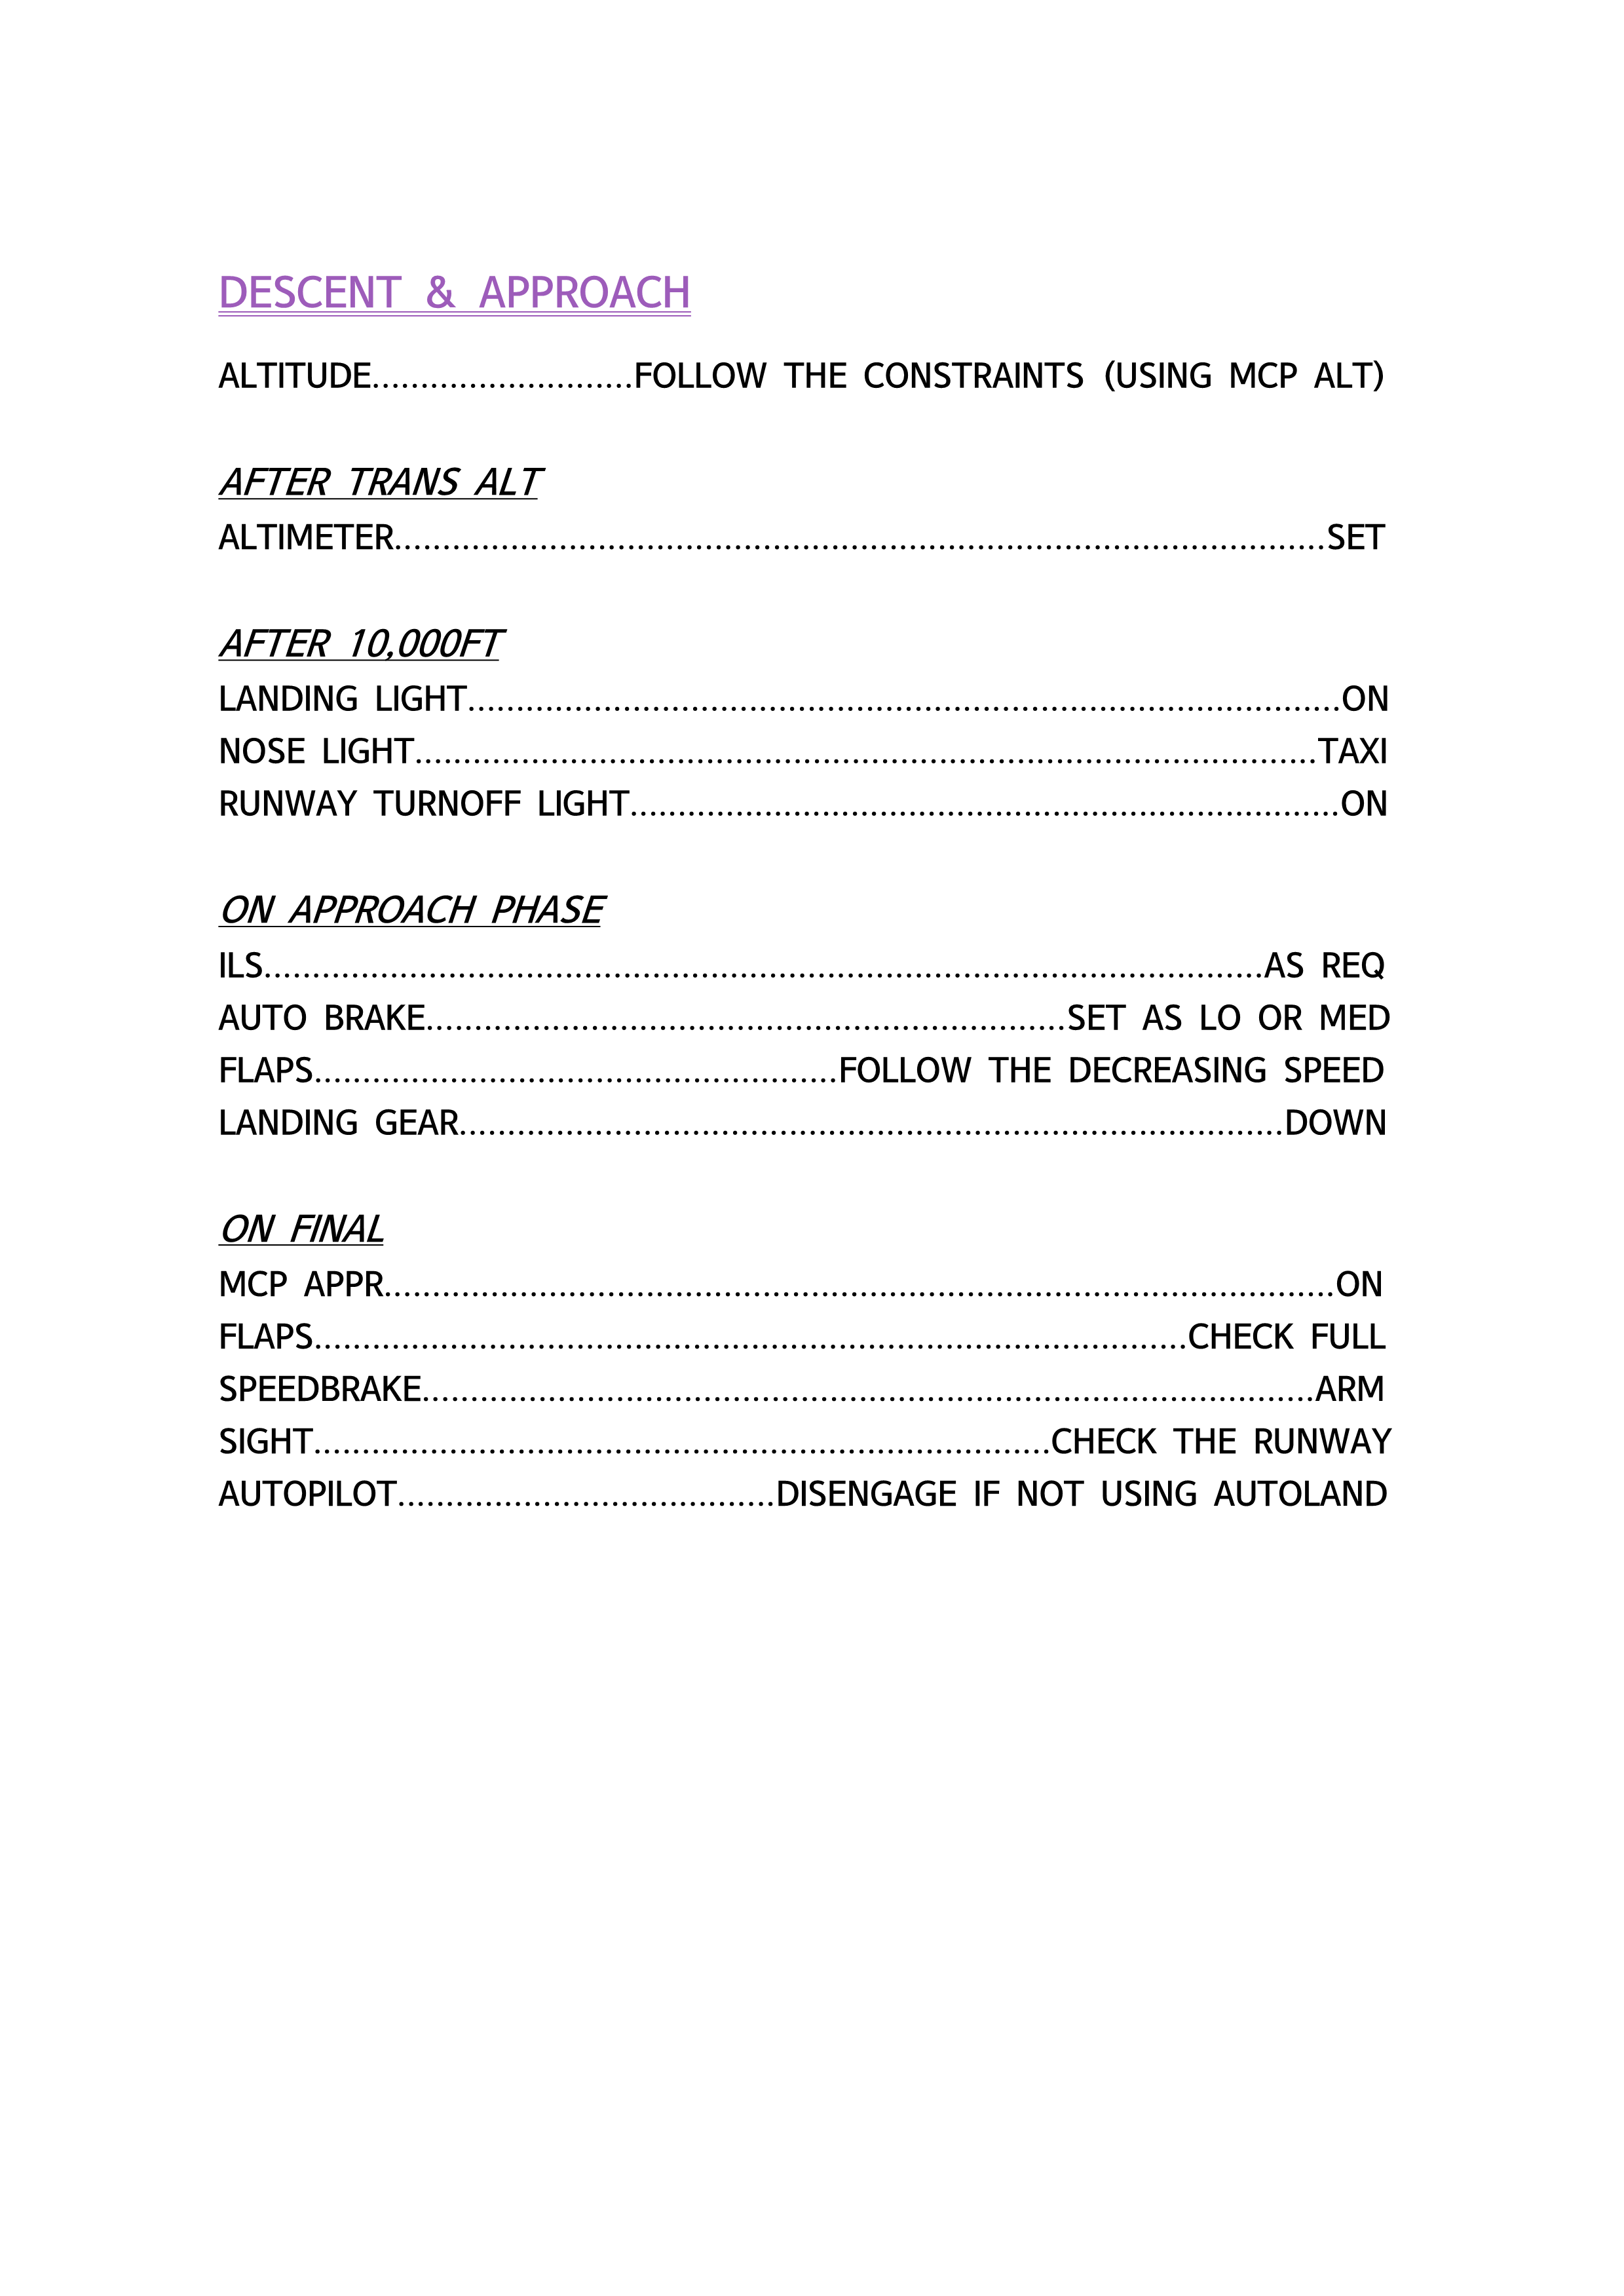 DESCENT & APPROACH
ALTITUDE...........................FOLLOW THE CONSTRAINTS (USING MCP ALT)
AFTER TRANS ALT
ALTIMETER................................................................................................SET
AFTER 10,000FT
LANDING LIGHT..........................................................................................ON
NOSE LIGHT.............................................................................................TAXI
RUNWAY TURNOFF LIGHT.........................................................................ON
ON APPROACH PHASE
ILS.......................................................................................................AS REQ
AUTO BRAKE..................................................................SET AS LO OR MED
FLAPS......................................................FOLLOW THE DECREASING SPEED
LANDING GEAR.....................................................................................DOWN
ON FINAL
MCP APPR..................................................................................................ON
FLAPS..........................................................................................CHECK FULL
SPEEDBRAKE............................................................................................ARM
SIGHT............................................................................CHECK THE RUNWAY
AUTOPILOT.......................................DISENGAGE IF NOT USING AUTOLAND